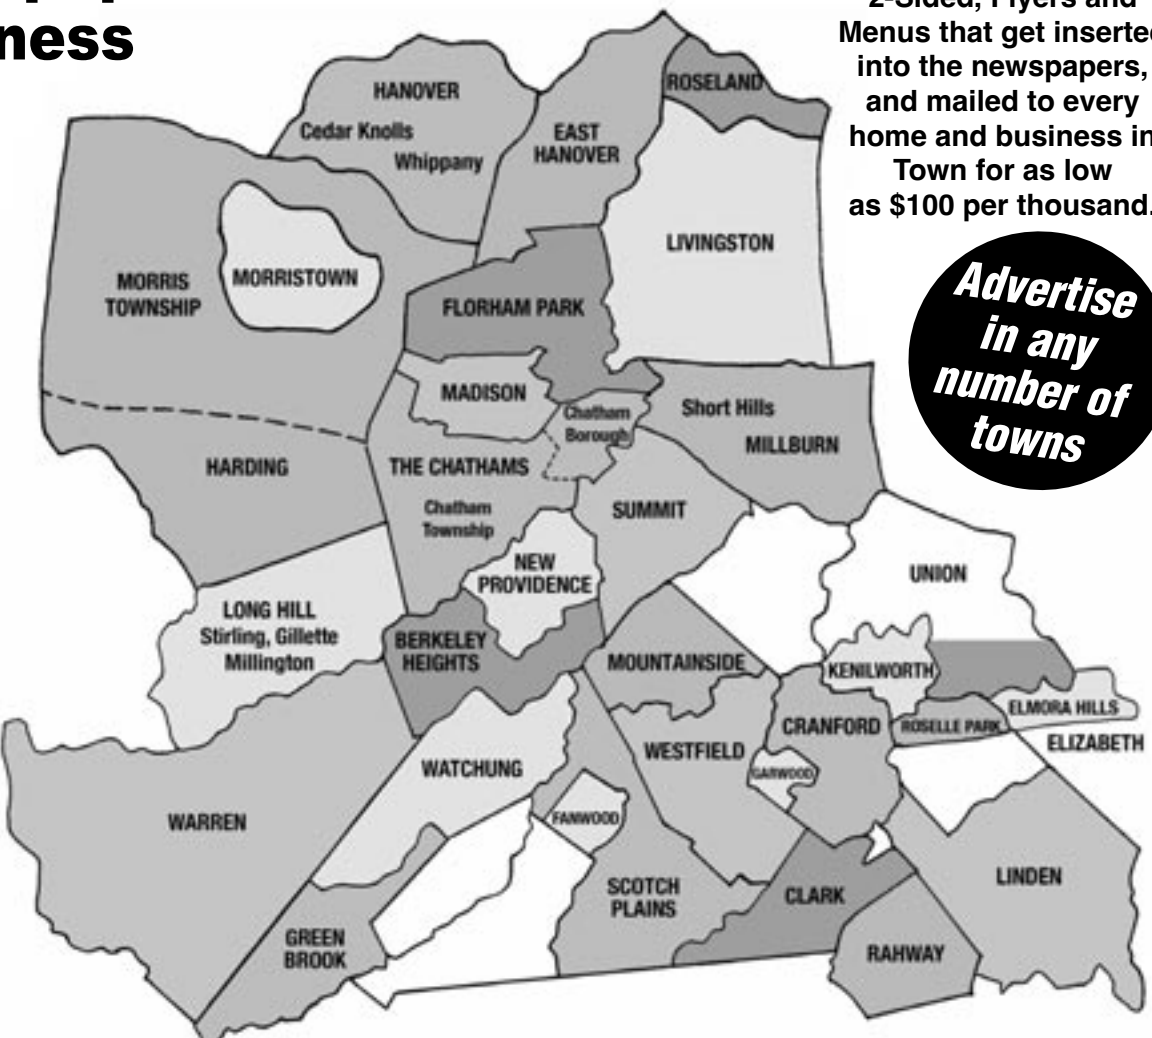 ness
2-Sided, Flyers and
Menus that get inserted
into the newspapers,
and mailed to every
home and business in
Town for as low
as $100 per thousand.
Advertise
in any
number of
towns
HANOVER
Cedar Knolls
Whippany
EAST
HANOVER
ROSELAND
LIVINGSTON
MORRIS
TOWNSHIP
MORRISTOWN
FLORHAM PARK
MADISON
Chatham
Borough
Short Hills
MILLBURN
HARDING
THE CHATHAMS
Chatham
Township
SUMMIT
NEW
PROVIDENCE
UNION
LONG HILL
Stirling, Gillette
Millington
BERKELEY
HEIGHTS
MOUNTAINSIDE
KENILWORTH
ELMORA HILLS
ROSELLE PARK
ELIZABETH
CRANFORD
WESTFIELD
GARWOOD
WATCHUNG
WARREN
FANWOOD
SCOTCH
PLAINS
CLARK
LINDEN
GREEN
BROOK
RAHWAY